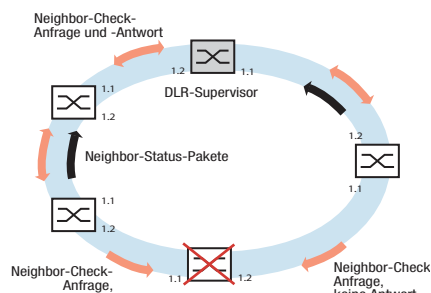 Neighbor-Check-
Anfrage und -Antwort
1.2
1.1
DLR-Supervisor
1.1
1.2
1.2
Neighbor-Status-Pakete
1.1
1.1
1.2
Neighbor-Check-
Anfrage,
1.1
1.2
Neighbor-Check
Anfrage,
keine Antwort